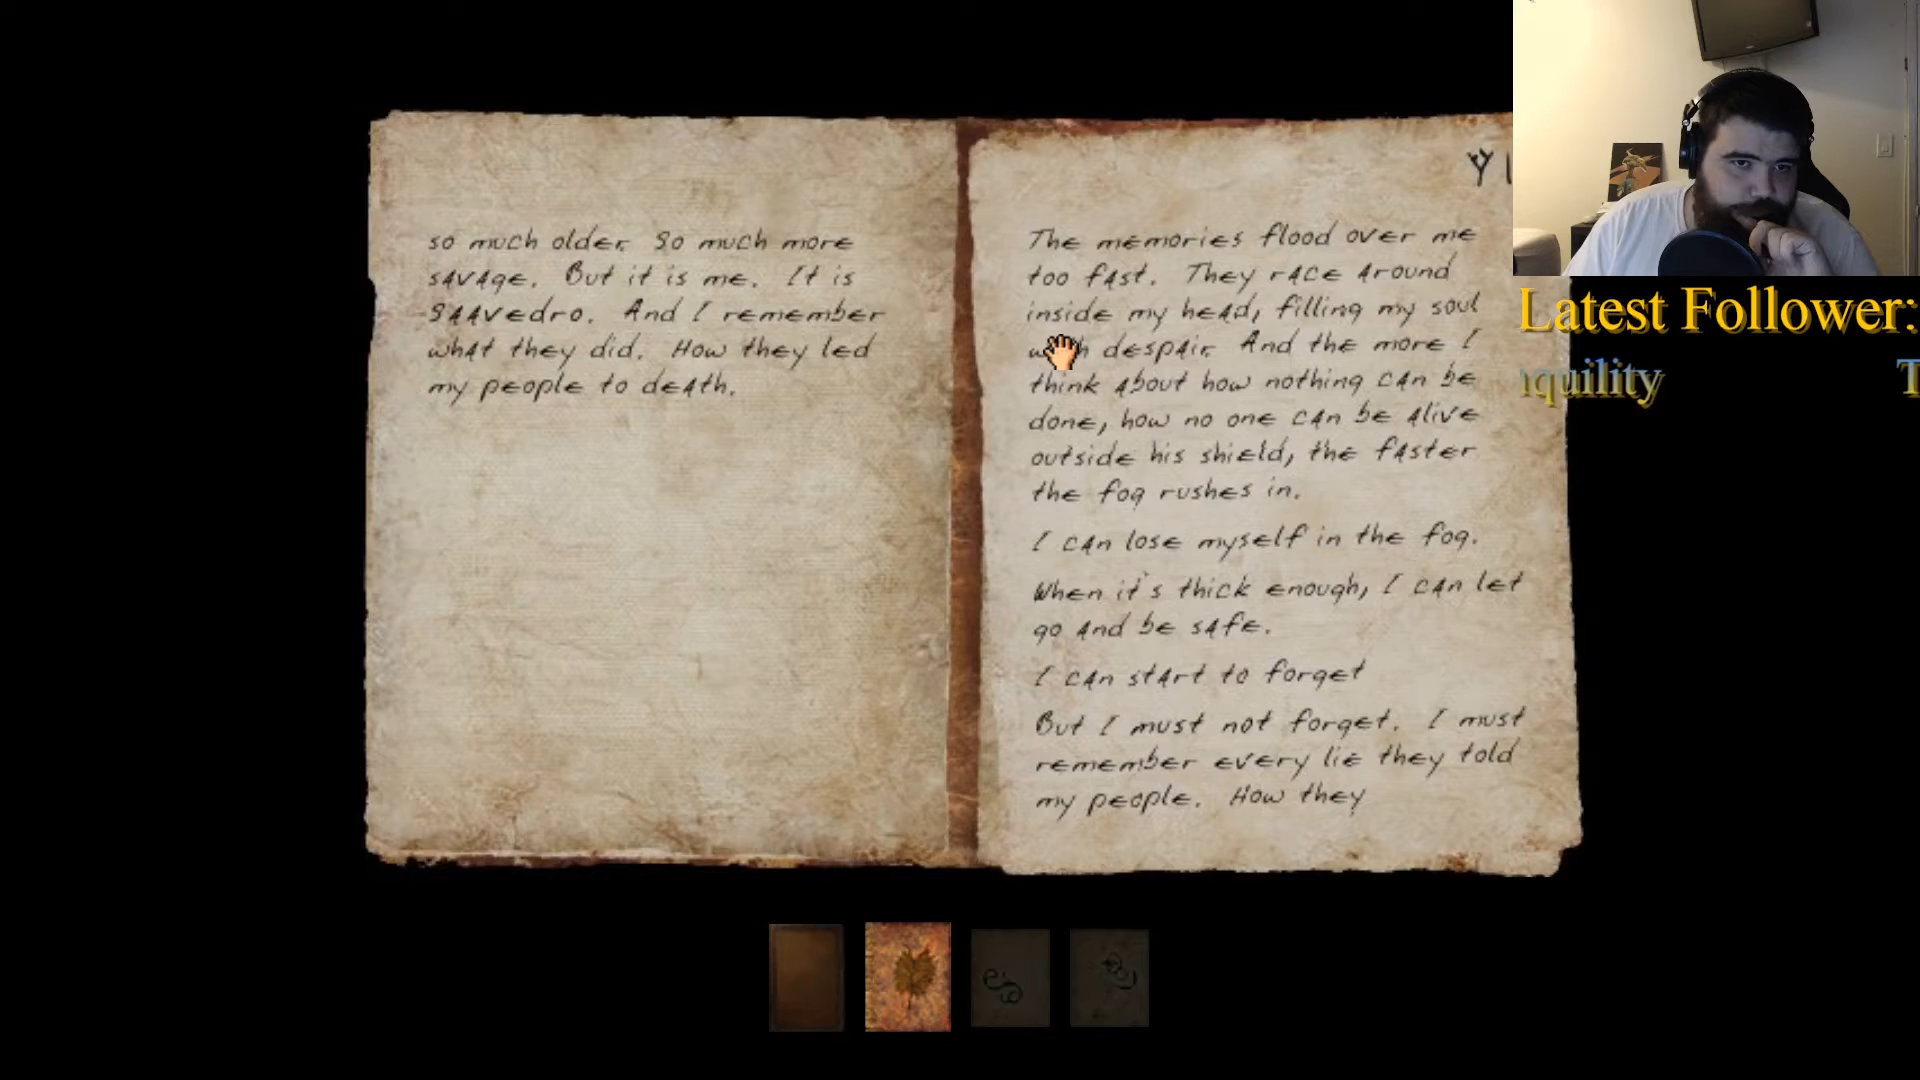 so much older. So much more
savage. But it is me. It is
Saavedro. And I remember
what they did. How they led
my people to death.
The memories flood over me
too fast. They race around
inside my head, filling my soul
despair. And the more I
think about how nothing can be
done, how no one can be alive
outside his shield, the faster
the fog rushes in.
I can lose myself in the fog.
When it's thick enough, I can let
go and be safe.
I can start to forget
But I must not forget. I must
remember every lie they told
my people. How they
Latest Follower:
quility T